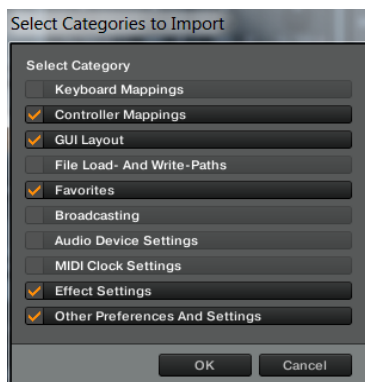 Select Categories to Import
Select Category
Keyboard Mappings
Controller Mappings
GUI Layout
File Load- And Write-Paths
Favorites
Broadcasting
Audio Device Settings
MIDI Clock Settings
Effect Settings
Other Preferences And Settings
OK Cancel